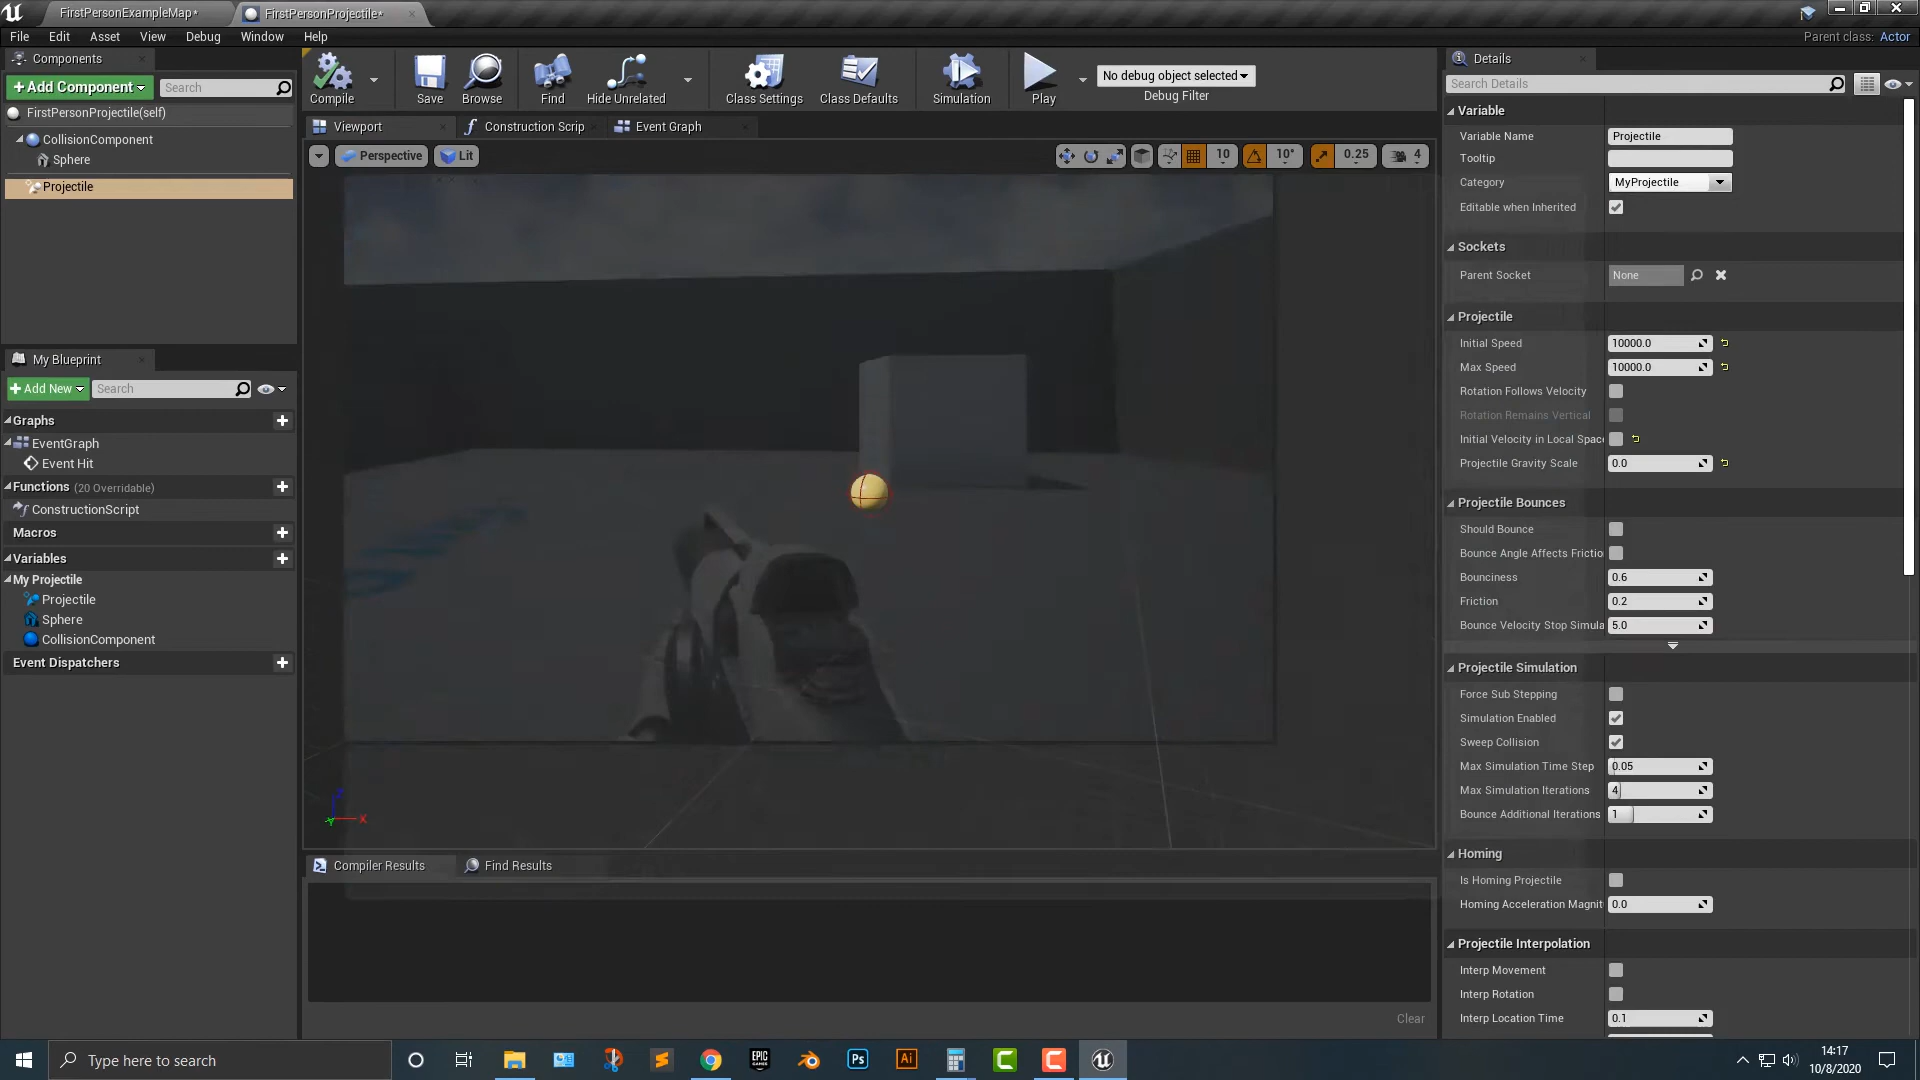 FirstPersonExampleMap*
FirstPersonProjectile*
File Edit Asset View Debug Window Help
Parent class: Actor
Components
+Add Component
Search
FirstPersonProjectile(self)
CollisionComponent
Sphere
Projectile
My Blueprint
+Add New
Search
Graphs
EventGraph
Event Hit
Functions (20 Overridable)
ConstructionScript
Macros
Variables
My Projectile
Projectile
Sphere
CollisionComponent
Event Dispatchers
Compile
Save
Browse
Find
Hide Unrelated
Class Settings
Class Defaults
Simulation
Play
No debug object selected
Debug Filter
Viewport
Construction Scrip
Event Graph
Perspective
Lit
10
10°
0.25
4
Z
X
Y
Compiler Results
Find Results
Clear
Details
Search Details
Variable
Variable Name Projectile
Tooltip
Category MyProjectile
Editable when Inherited
Sockets
Parent Socket None
Projectile
Initial Speed 10000.0
Max Speed 10000.0
Rotation Follows Velocity
Rotation Remains Vertical
Initial Velocity in Local Space
Projectile Gravity Scale 0.0
Projectile Bounces
Should Bounce
Bounce Angle Affects Frictio
Bounciness 0.6
Friction 0.2
Bounce Velocity Stop Simula 5.0
Projectile Simulation
Force Sub Stepping
Simulation Enabled
Sweep Collision
Max Simulation Time Step 0.05
Max Simulation Iterations 4
Bounce Additional Iterations 1
Homing
Is Homing Projectile
Homing Acceleration Magnit 0.0
Projectile Interpolation
Interp Movement
Interp Rotation
Interp Location Time 0.1
Type here to search
EPIC GAMES
Ps
Ai
14:17
10/8/2020